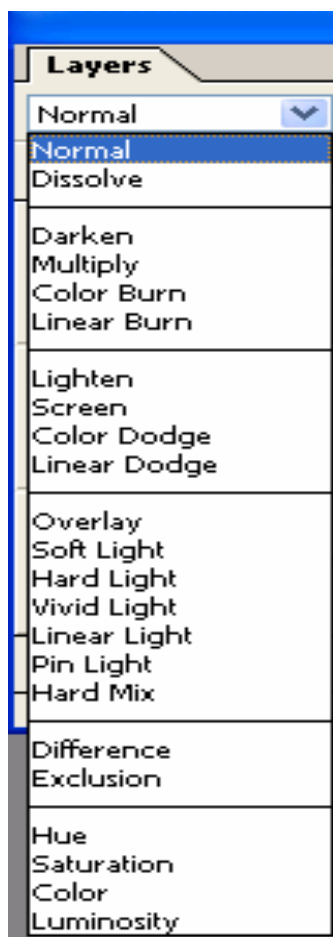 Layers
Normal
Normal
Dissolve
Darken
Multiply
Color Burn
Linear Burn
Lighten
Screen
Color Dodge
Linear Dodge
Overlay
Soft Light
Hard Light
Vivid Light
Linear Light
Pin Light
Hard Mix
Difference
Exclusion
Hue
Saturation
Color
Luminosity